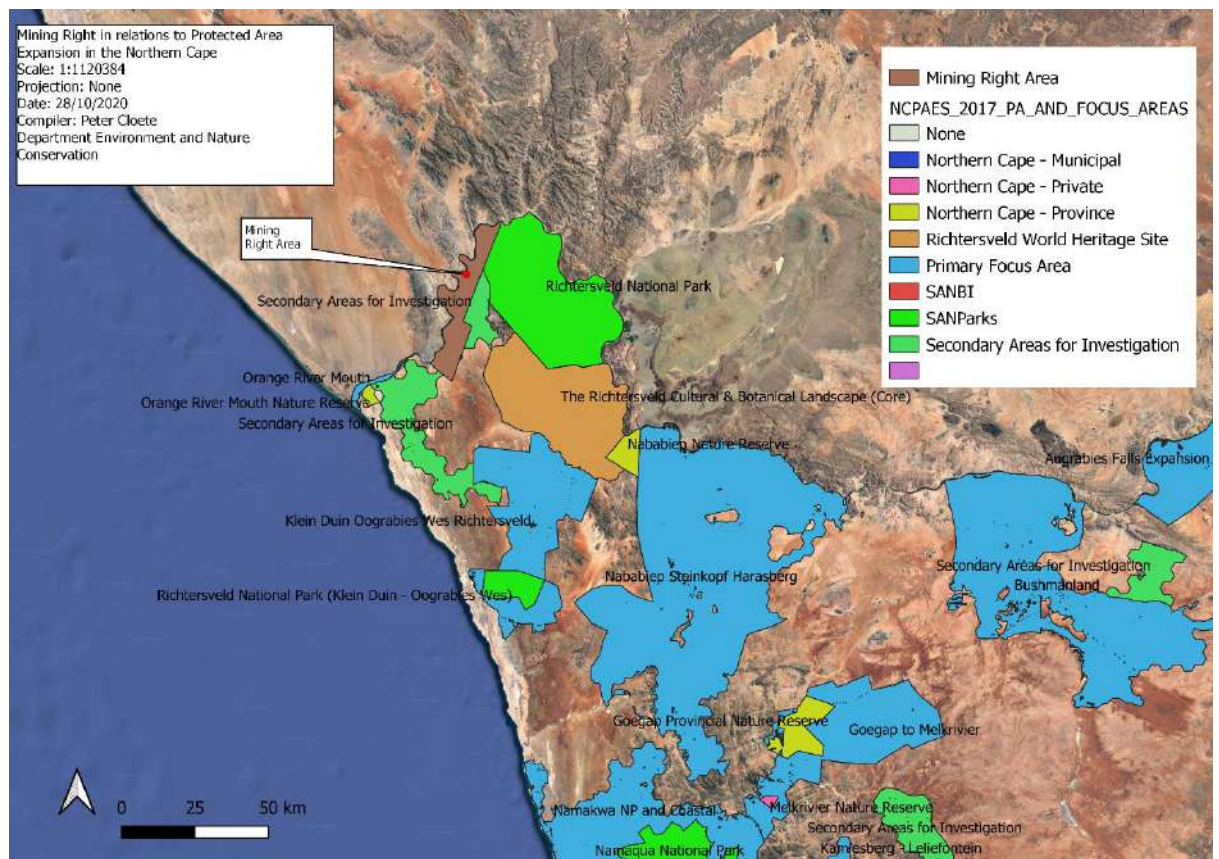 Mining Right in relations to Protected Area
Expansion in the Northern Cape
Scale: 1:1120384
Projection: None
Date: 28/10/2020
Compiler: Peter Cloete
Department Environment and Nature
Conservation
Mining Right Area
NCPAES_2017_PA_AND_FOCUS_AREAS
None
Northern Cape - Municipal
Northern Cape - Private
Northern Cape - Province
Richtersveld World Heritage Site
Primary Focus Area
SANBI
SANParks
Secondary Areas for Investigation
Mining
Right Area
Richtersveld National Park
Secondary Areas for Investigation
Orange River Mouth
The Richtersveld Cultural & Botanical Landscape (Core)
Orange River Mouth Nature Reserve
Secondary Areas for Investigation
Nababiep Nature Reserve
Augrabies Falls Expansion
Klein Duin Oograbies Wes Richtersveld
Secondary Areas for Investigation
Nababiep Steinkopf Harasberg
Bushmanland
Richtersveld National Park (Klein Duin - Oograbies Wes)
Goegap Provincial Nature Reserve
Goegap to Melkrivier
0 25 50 km
Namakwa NP and Coastal
Melkrivier Nature Reserve
Secondary Areas for Investigation
Namaqua National Park
Kamiesberg - Leliefontein